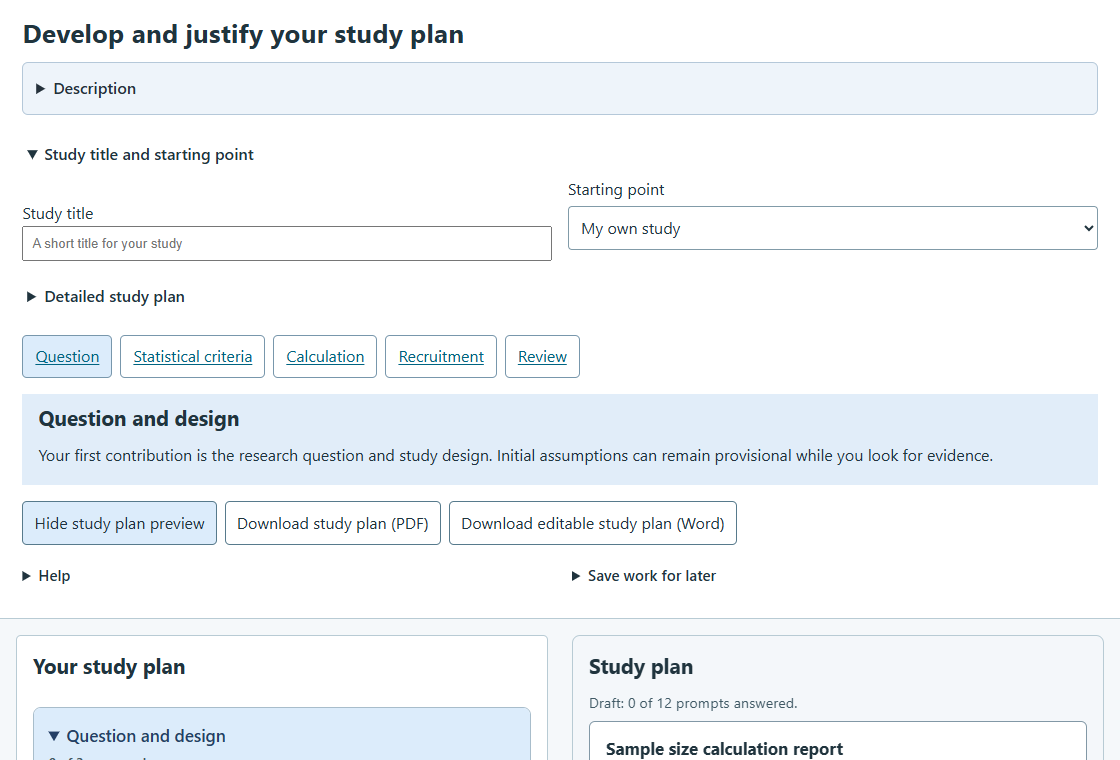 Develop and justify your study plan
Description
Study title and starting point
Study title
A short title for your study
Starting point
My own study
Detailed study plan
Question
Statistical criteria
Calculation
Recruitment
Review
Question and design
Your first contribution is the research question and study design. Initial assumptions can remain provisional while you look for evidence.
Hide study plan preview
Download study plan (PDF)
Download editable study plan (Word)
Help
Save work for later
Your study plan
Question and design
Study plan
Draft: 0 of 12 prompts answered.
Sample size calculation report